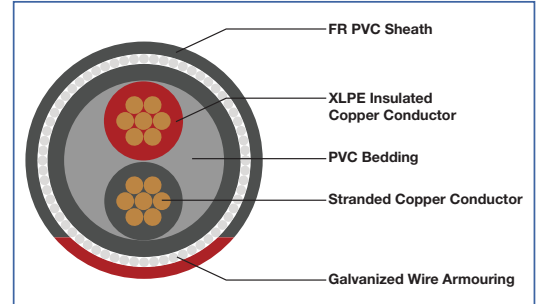 FR PVC Sheath
XLPE Insulated
Copper Conductor
PVC Bedding
Stranded Copper Conductor
Galvanized Wire Armouring